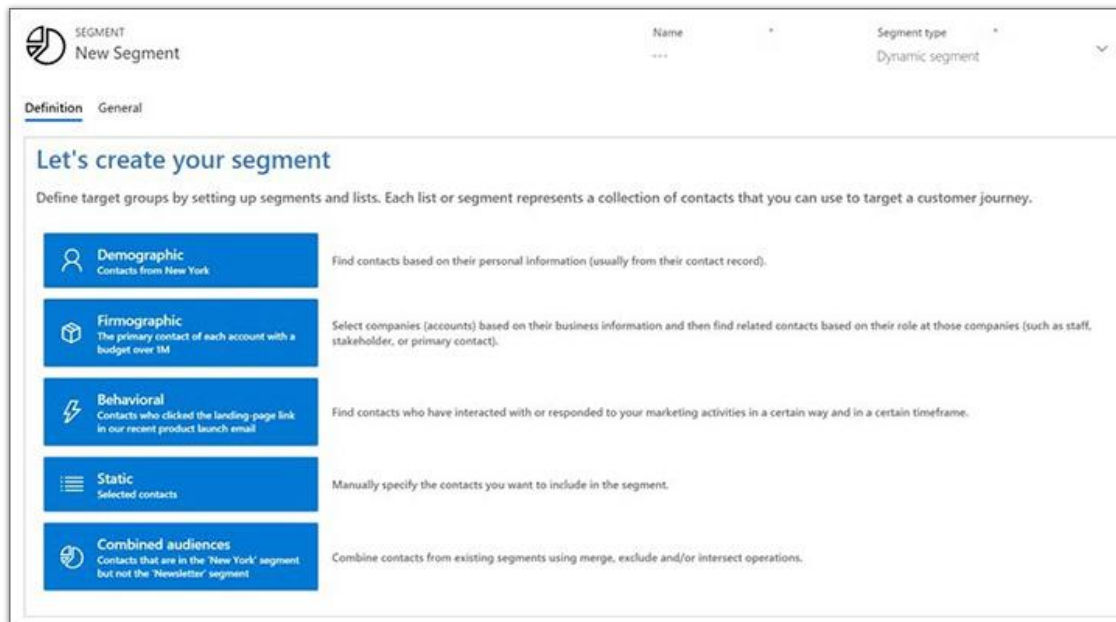 SEGMENT
New Segment
Name *
---
Segment type *
Dynamic segment
Definition General
Let's create your segment
Define target groups by setting up segments and lists. Each list or segment represents a collection of contacts that you can use to target a customer journey.
Demographic
Contacts from New York
Find contacts based on their personal information (usually from their contact record).
Firmographic
The primary contact of each account with a
budget over 1M
Select companies (accounts) based on their business information and then find related contacts based on their role at those companies (such as staff,
stakeholder, or primary contact).
Behavioral
Contacts who clicked the landing-page link
in our recent product launch email
Find contacts who have interacted with or responded to your marketing activities in a certain way and in a certain timeframe.
Static
Selected contacts
Manually specify the contacts you want to include in the segment.
Combined audiences
Contacts that are in the 'New York' segment
but not the 'Newsletter' segment
Combine contacts from existing segments using merge, exclude and/or intersect operations.